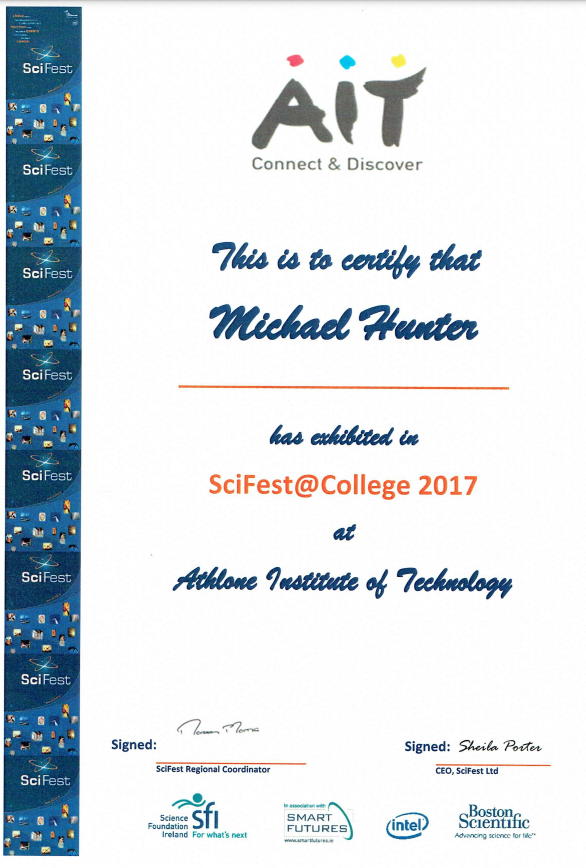 AIT
Connect & Discover
This is to certify that
Michael Hunter
has exhibited in
SciFest@College 2017
at
Athlone Institute of Technology
Signed:
SciFest Regional Coordinator
Signed: Sheila Porter
CEO, SciFest Ltd
Science
Foundation
Ireland
sfi
For what's next
In association with
SMART
FUTURES
www.smartfutures.ie
intel
Boston
Scientific
Advancing science for life™
SciFest
SciFest
SciFest
SciFest
SciFest
SciFest
SciFest
SciFest